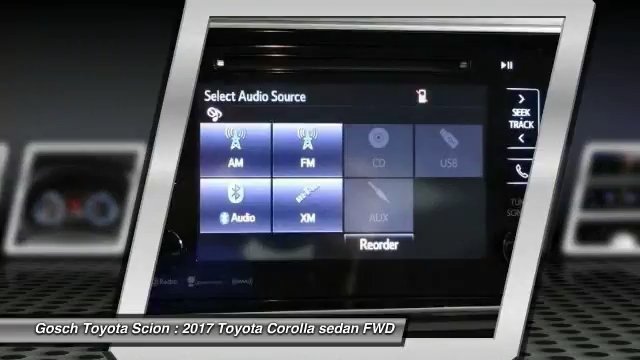 Select Audio Source
AM
FM
CD
USB
Audio
XM
AUX
Reorder
SEEK
TRACK
TUNE
Gosch Toyota Scion : 2017 Toyota Corolla sedan FWD